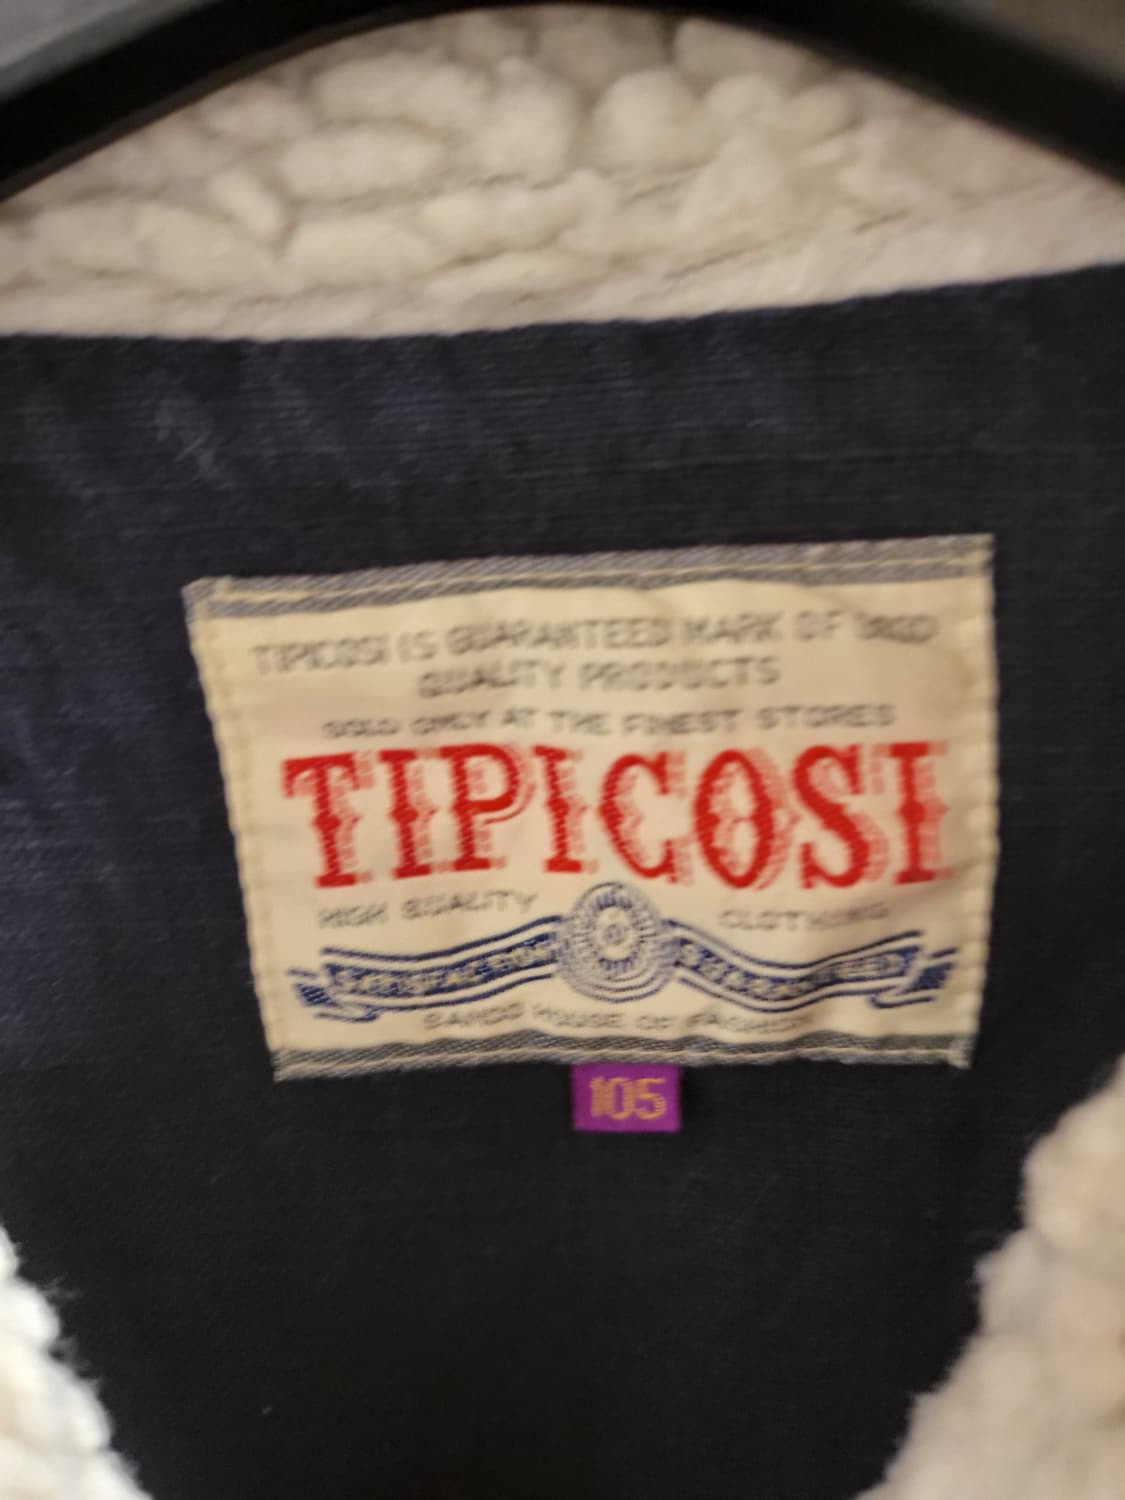 TIPICOSI IS GUARANTEED MARK OF
QUALITY PRODUCTS
SOLD ONLY AT THE FINEST STORES
TIPICOSI
HIGH QUALITY CLOTHING
HOUSE OF FASHION
105